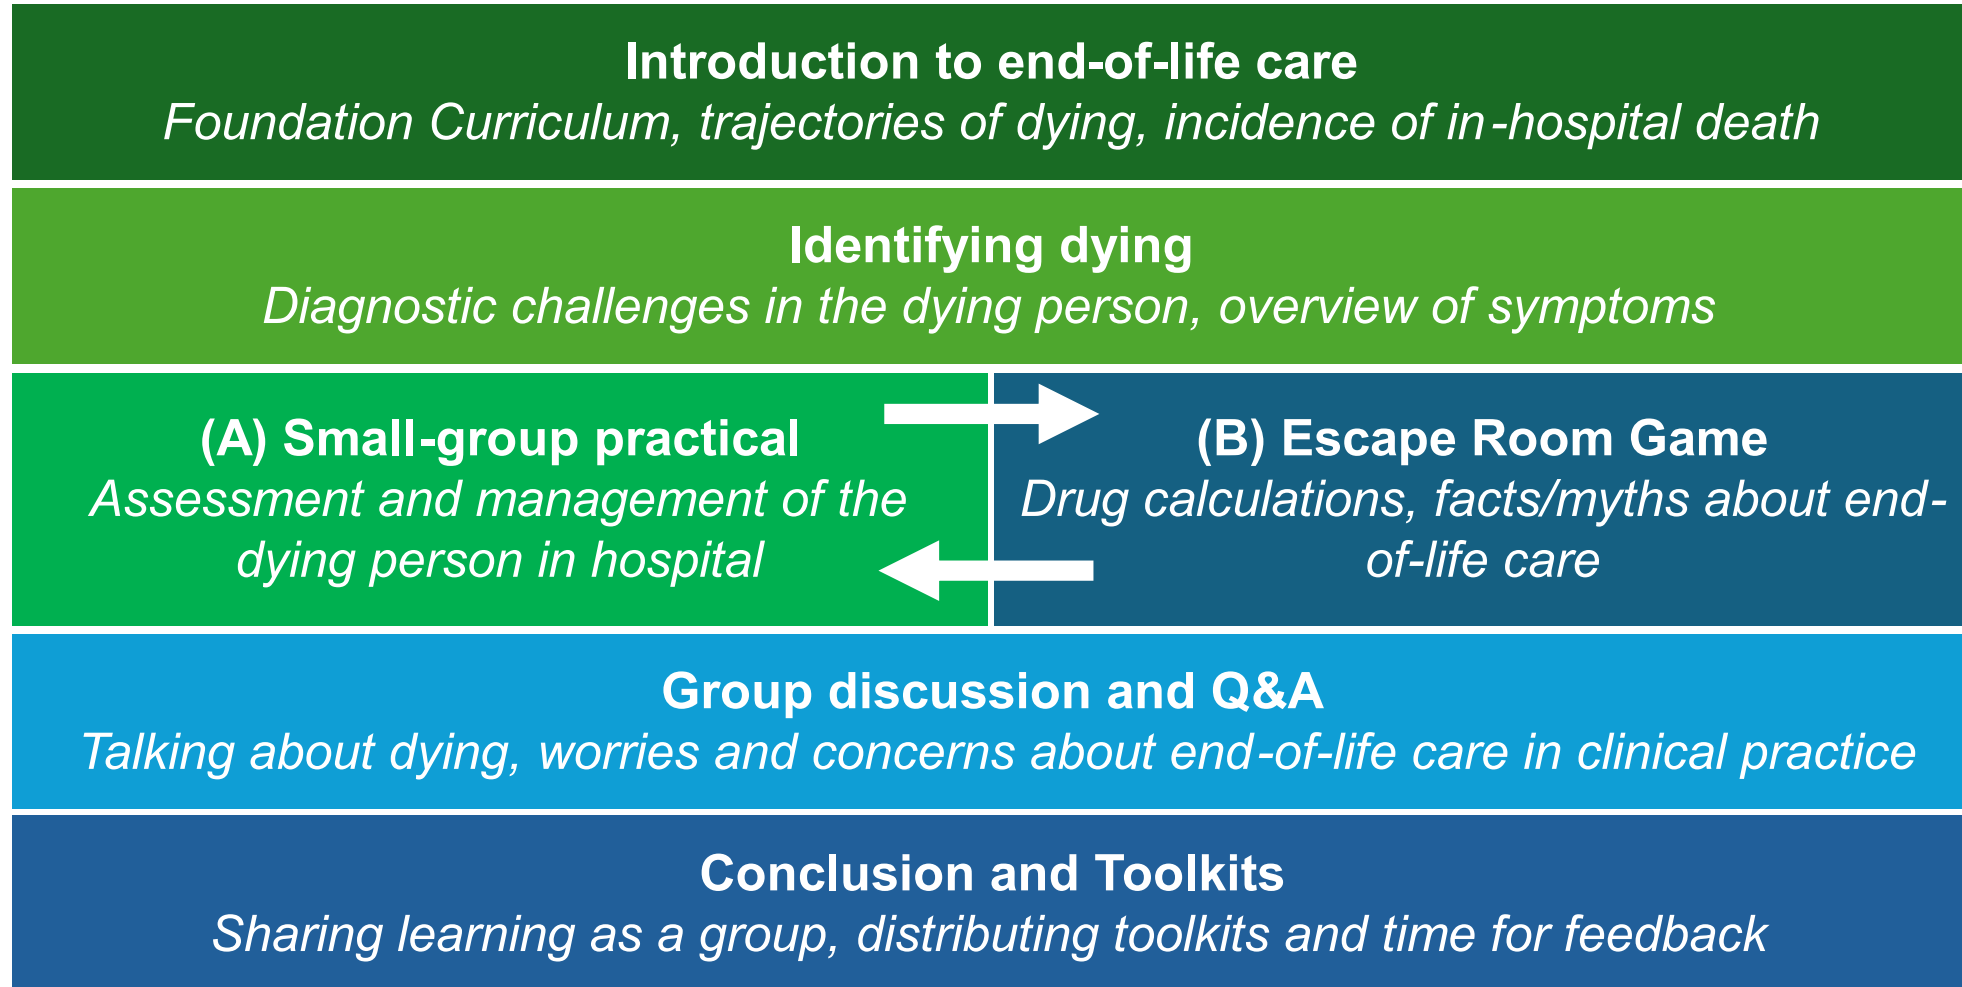 Introduction to end-of-life care
Foundation Curriculum, trajectories of dying, incidence of in-hospital death
Identifying dying
Diagnostic challenges in the dying person, overview of symptoms
(A) Small-group practical
Assessment and management of the
dying person in hospital
(B) Escape Room Game
Drug calculations, facts/myths about end-
of-life care
Group discussion and Q&A
Talking about dying, worries and concerns about end-of-life care in clinical practice
Conclusion and Toolkits
Sharing learning as a group, distributing toolkits and time for feedback